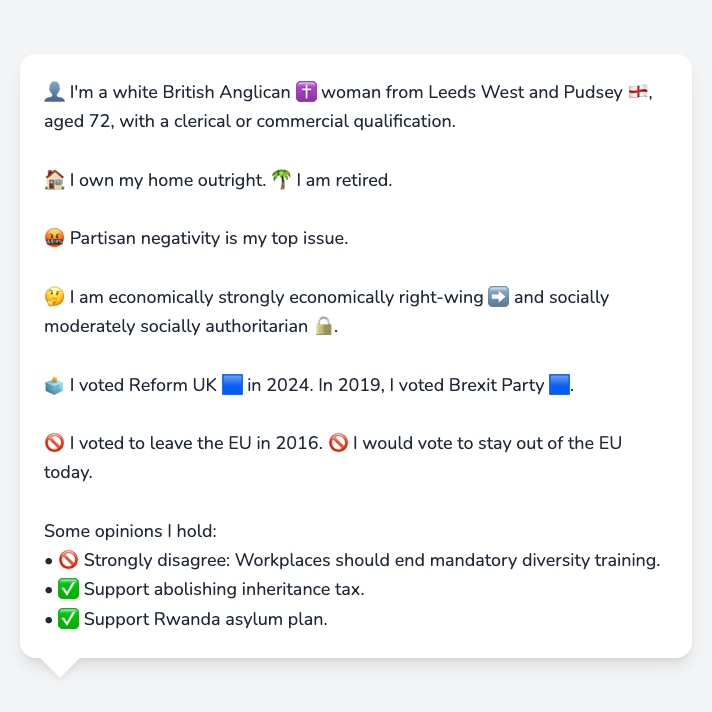 👤 I'm a white British Anglican ✝️ woman from Leeds West and Pudsey 🏴󠁧󠁢󠁥󠁮󠁧󠁿,
aged 72, with a clerical or commercial qualification.
🏠 I own my home outright. 🌴 I am retired.
🤬 Partisan negativity is my top issue.
🤔 I am economically strongly economically right-wing ➡️ and socially
moderately socially authoritarian 🔒.
🗳️ I voted Reform UK 🟦 in 2024. In 2019, I voted Brexit Party 🟦.
🚫 I voted to leave the EU in 2016. 🚫 I would vote to stay out of the EU
today.
Some opinions I hold:
• 🚫 Strongly disagree: Workplaces should end mandatory diversity training.
• ✅ Support abolishing inheritance tax.
• ✅ Support Rwanda asylum plan.